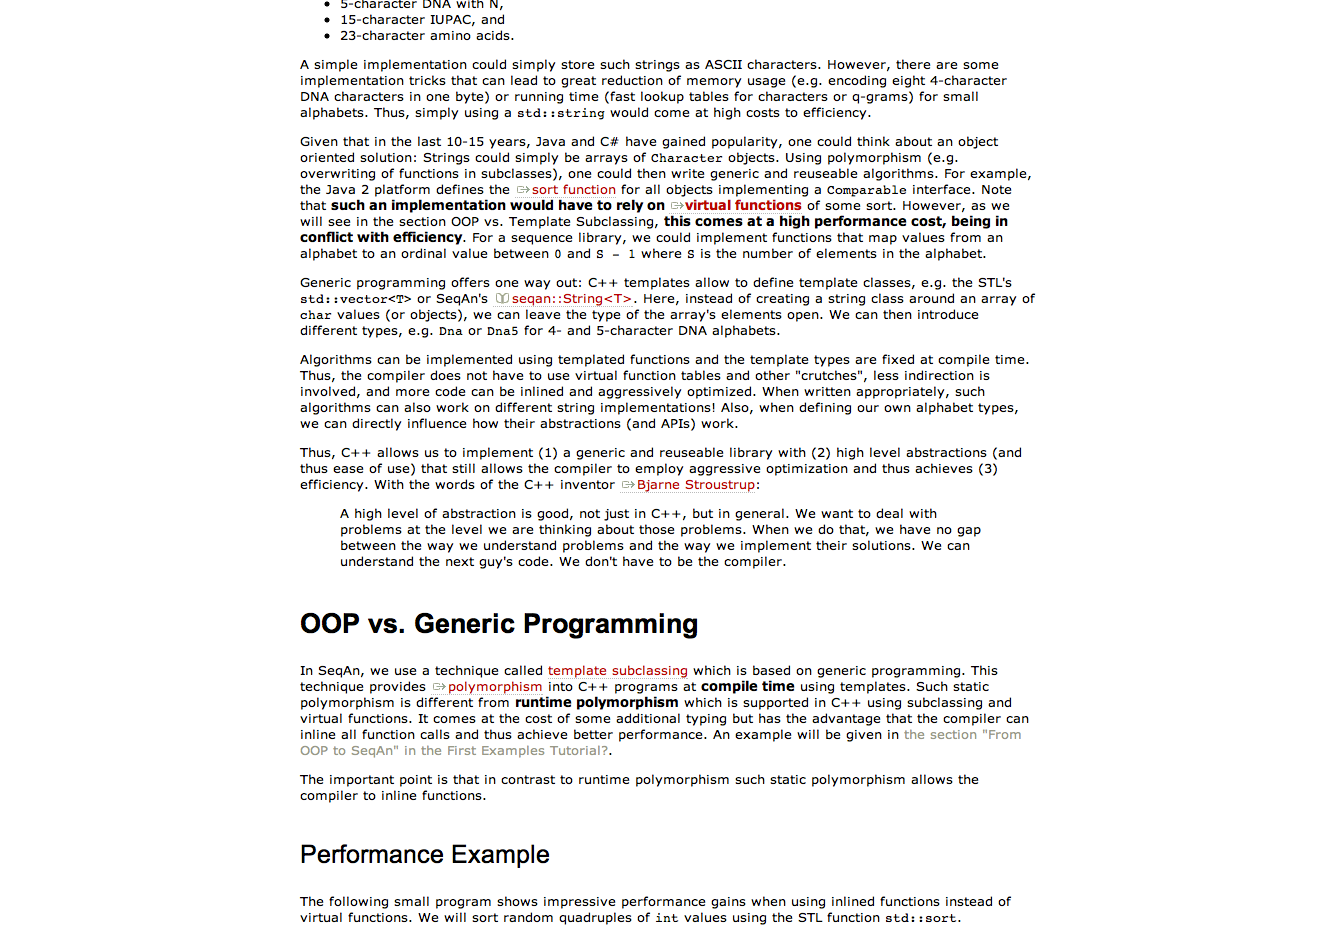 5-character DNA with N,
15-character IUPAC, and
23-character amino acids.
A simple implementation could simply store such strings as ASCII characters. However, there are some
implementation tricks that can lead to great reduction of memory usage (e.g. encoding eight 4-character
DNA characters in one byte) or running time (fast lookup tables for characters or q-grams) for small
alphabets. Thus, simply using a std::string would come at high costs to efficiency.
Given that in the last 10-15 years, Java and C# have gained popularity, one could think about an object
oriented solution: Strings could simply be arrays of Character objects. Using polymorphism (e.g.
overwriting of functions in subclasses), one could then write generic and reuseable algorithms. For example,
the Java 2 platform defines the sort function for all objects implementing a Comparable interface. Note
that such an implementation would have to rely on virtual functions of some sort. However, as we
will see in the section OOP vs. Template Subclassing, this comes at a high performance cost, being in
conflict with efficiency. For a sequence library, we could implement functions that map values from an
alphabet to an ordinal value between 0 and S - 1 where S is the number of elements in the alphabet.
Generic programming offers one way out: C++ templates allow to define template classes, e.g. the STL's
std::vector<T> or SeqAn's seqan::String<T>. Here, instead of creating a string class around an array of
char values (or objects), we can leave the type of the array's elements open. We can then introduce
different types, e.g. Dna or Dna5 for 4- and 5-character DNA alphabets.
Algorithms can be implemented using templated functions and the template types are fixed at compile time.
Thus, the compiler does not have to use virtual function tables and other "crutches", less indirection is
involved, and more code can be inlined and aggressively optimized. When written appropriately, such
algorithms can also work on different string implementations! Also, when defining our own alphabet types,
we can directly influence how their abstractions (and APIs) work.
Thus, C++ allows us to implement (1) a generic and reuseable library with (2) high level abstractions (and
thus ease of use) that still allows the compiler to employ aggressive optimization and thus achieves (3)
efficiency. With the words of the C++ inventor Bjarne Stroustrup:
A high level of abstraction is good, not just in C++, but in general. We want to deal with
problems at the level we are thinking about those problems. When we do that, we have no gap
between the way we understand problems and the way we implement their solutions. We can
understand the next guy's code. We don't have to be the compiler.
OOP vs. Generic Programming
In SeqAn, we use a technique called template subclassing which is based on generic programming. This
technique provides polymorphism into C++ programs at compile time using templates. Such static
polymorphism is different from runtime polymorphism which is supported in C++ using subclassing and
virtual functions. It comes at the cost of some additional typing but has the advantage that the compiler can
inline all function calls and thus achieve better performance. An example will be given in the section "From
OOP to SeqAn" in the First Examples Tutorial?.
The important point is that in contrast to runtime polymorphism such static polymorphism allows the
compiler to inline functions.
Performance Example
The following small program shows impressive performance gains when using inlined functions instead of
virtual functions. We will sort random quadruples of int values using the STL function std::sort.